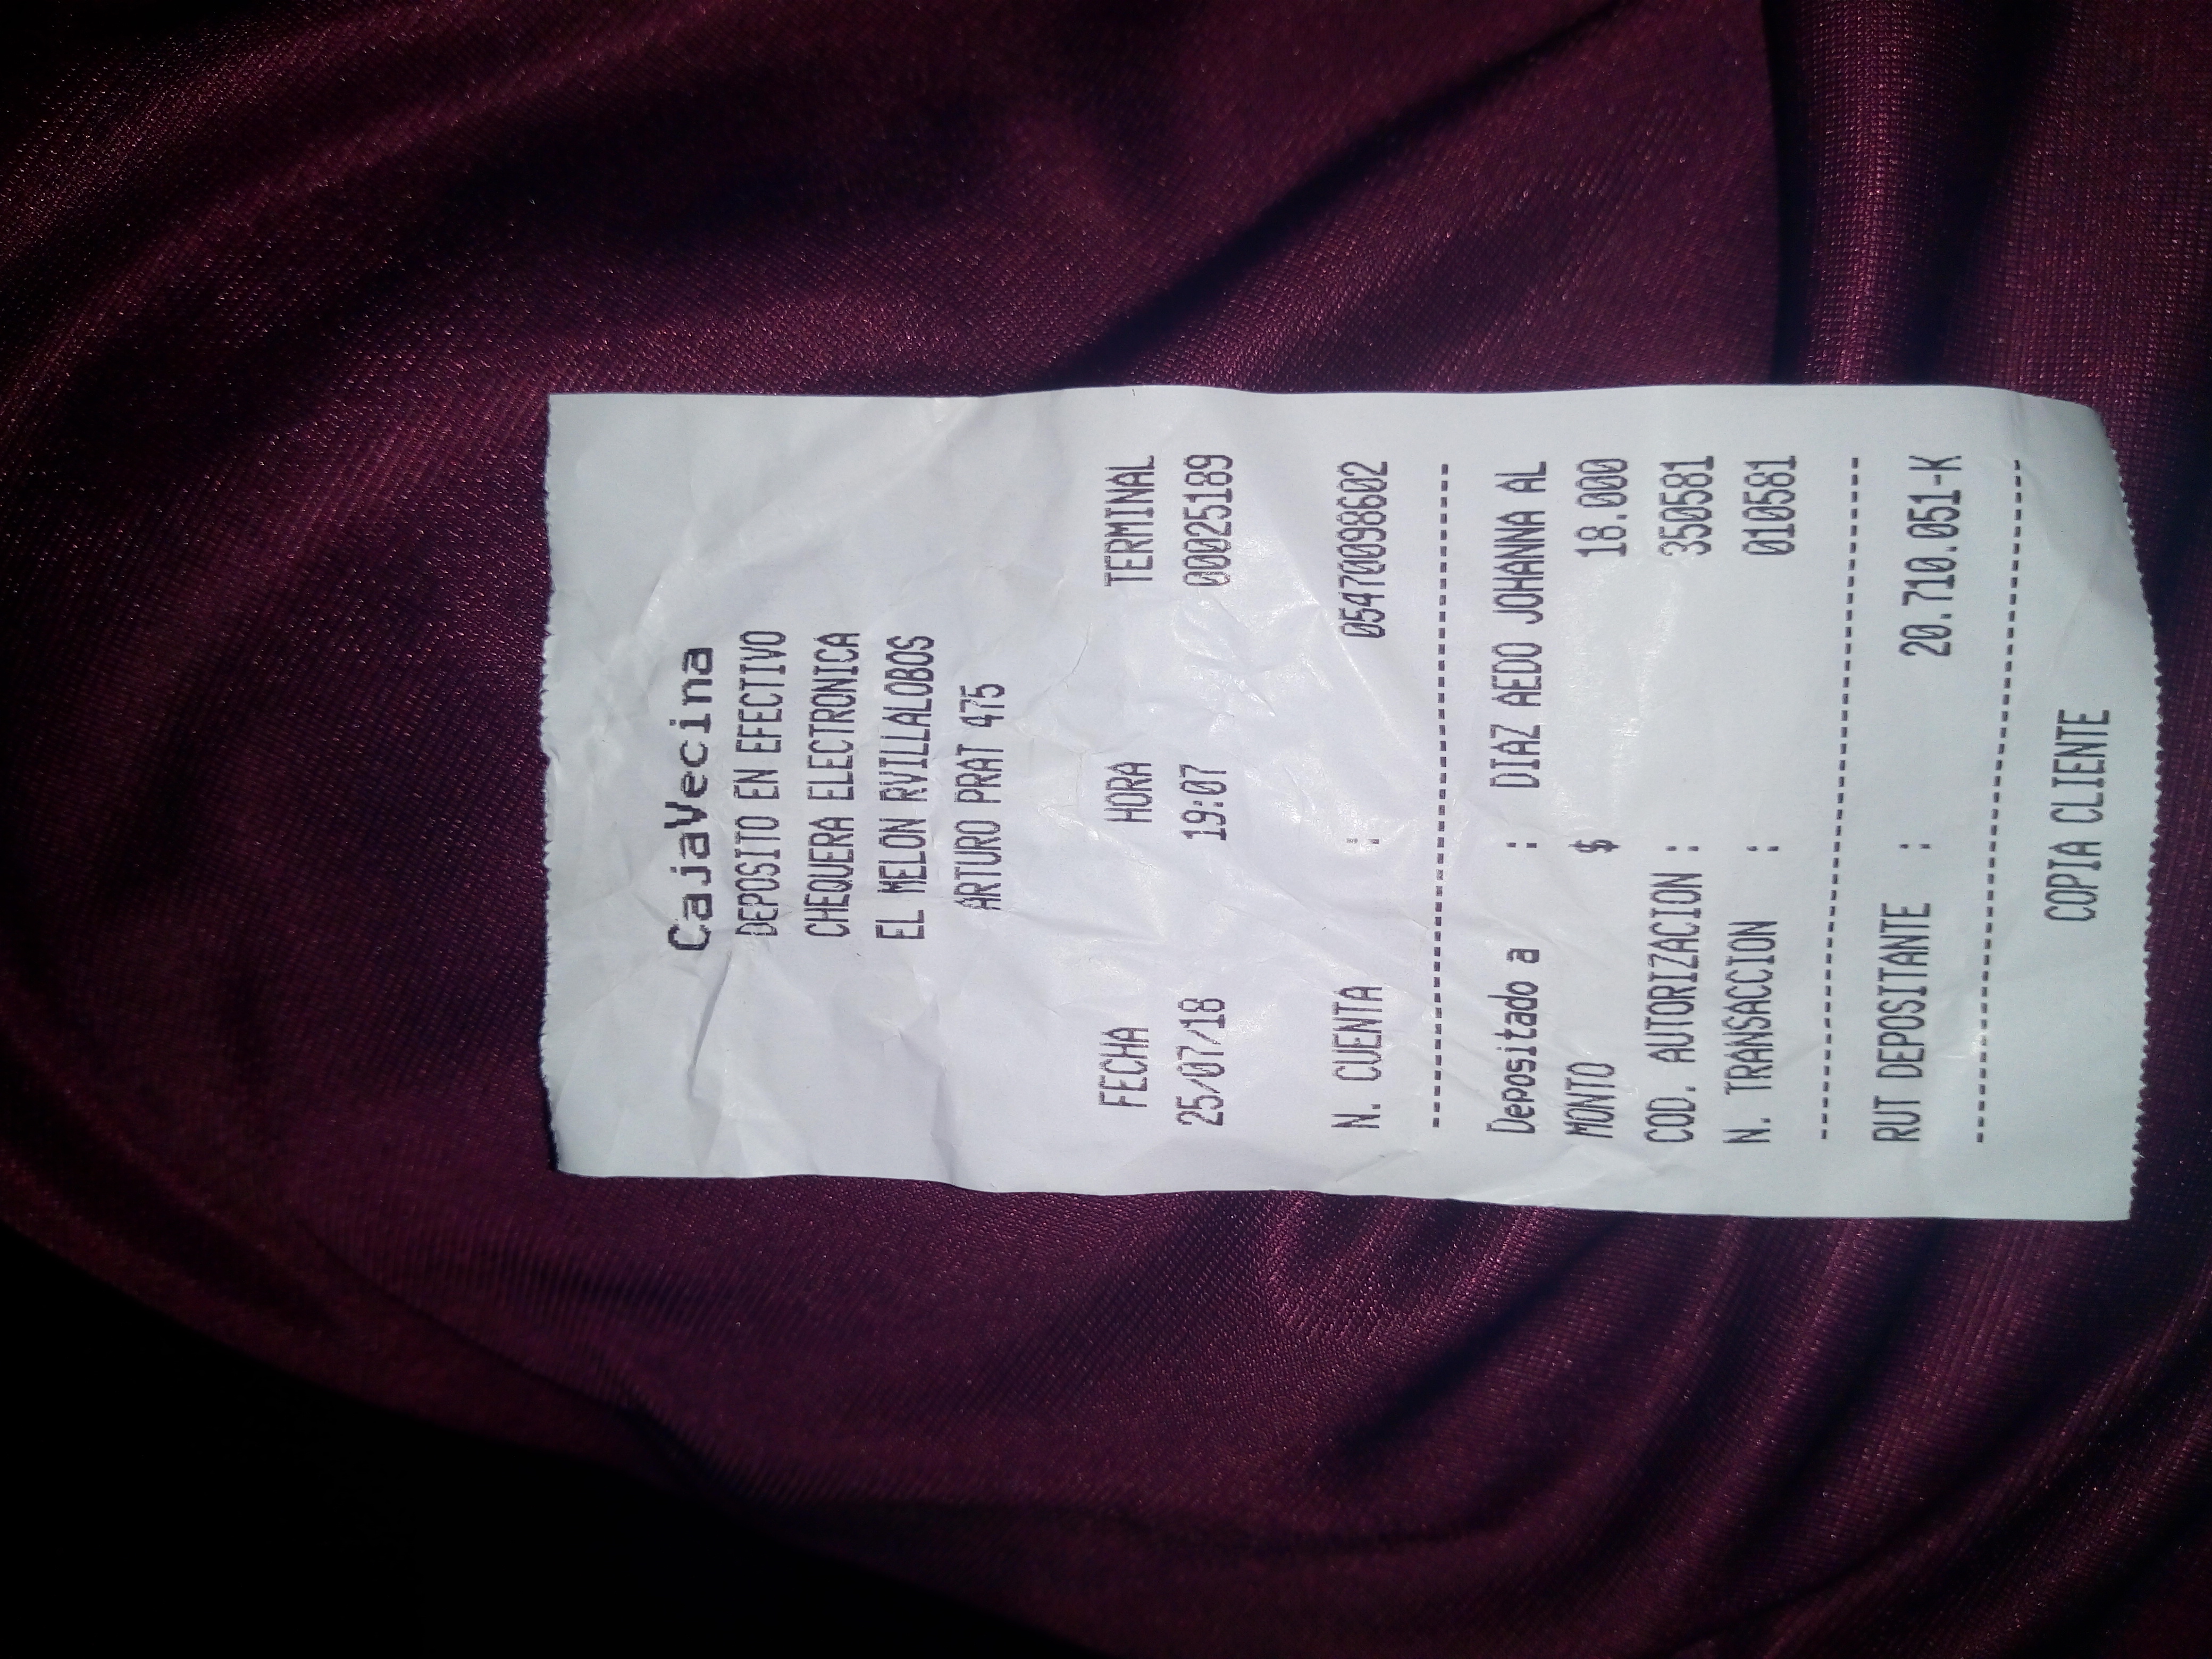 CajaVecina
DEPOSITO EN EFECTIVO
CHEQUERA ELECTRONICA
EL MELON RVILLALOBOS
ARTURO PRAT 475
FECHA HORA TERMINAL
25/07/18 19:07 00025189
N. CUENTA : 05470098602
--------------------------------
Depositado a : DIAZ AEDO JOHANNA AL
MONTO $ 18.000
COD. AUTORIZACION : 350581
N. TRANSACCION : 010581
--------------------------------
RUT DEPOSITANTE : 20.710.051-K
--------------------------------
COPIA CLIENTE